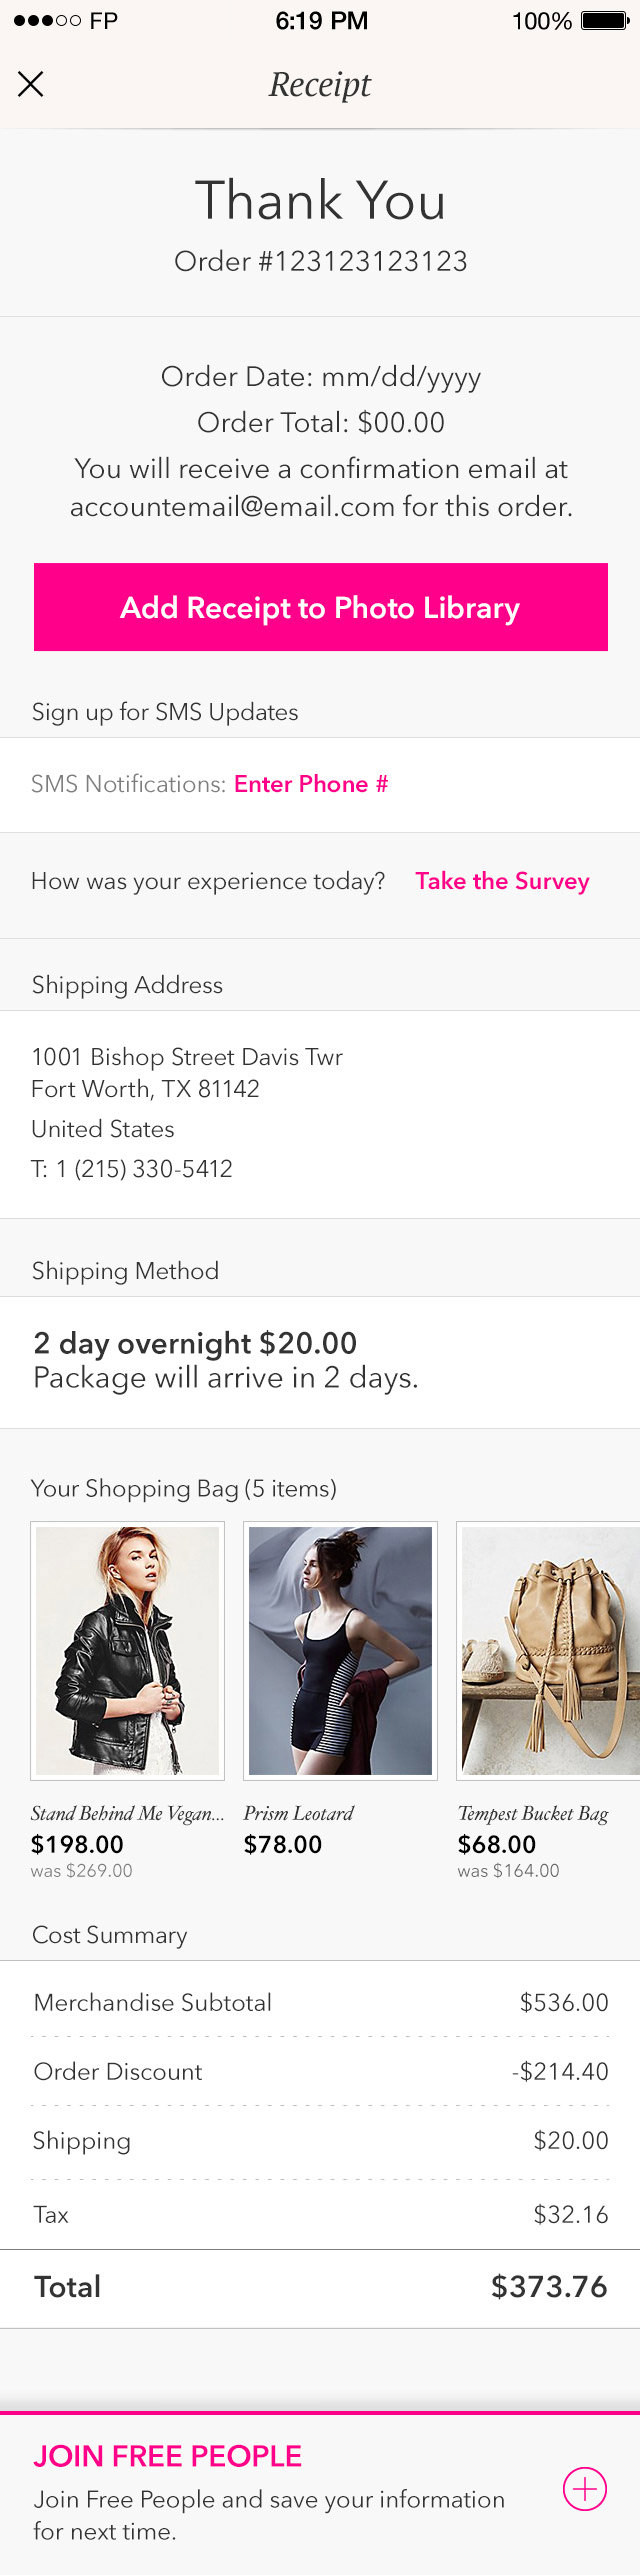 FP 6:19 PM 100%
Receipt
Thank You
Order #123123123123
Order Date: mm/dd/yyyy
Order Total: $00.00
You will receive a confirmation email at
accountemail@email.com for this order.
Add Receipt to Photo Library
Sign up for SMS Updates
SMS Notifications: Enter Phone #
How was your experience today? Take the Survey
Shipping Address
1001 Bishop Street Davis Twr
Fort Worth, TX 81142
United States
T: 1 (215) 330-5412
Shipping Method
2 day overnight $20.00
Package will arrive in 2 days.
Your Shopping Bag (5 items)
Stand Behind Me Vegan... Prism Leotard Tempest Bucket Bag
$198.00 $78.00 $68.00
was $269.00 was $164.00
Cost Summary
Merchandise Subtotal $536.00
Order Discount -$214.40
Shipping $20.00
Tax $32.16
Total $373.76
JOIN FREE PEOPLE
Join Free People and save your information
for next time.